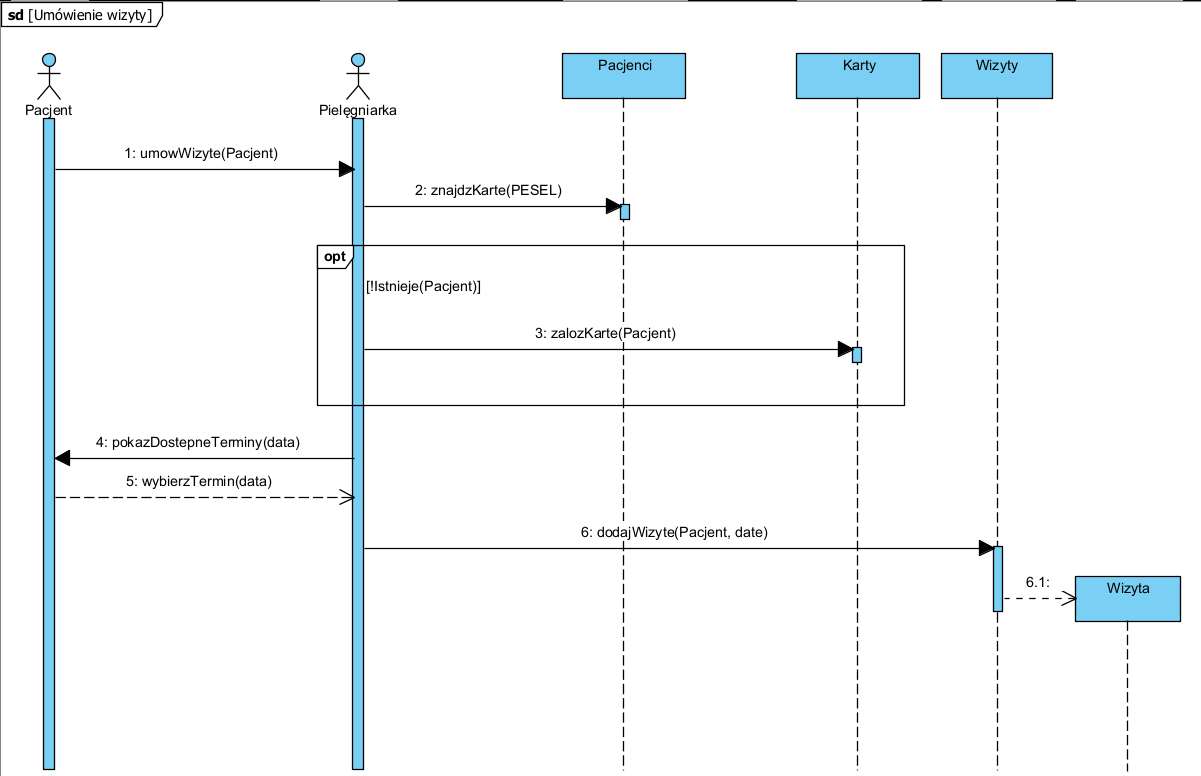 sd [Umówienie wizyty]
Pacjent
Pielęgniarka
Pacjenci
Karty
Wizyty
1: umowWizyte(Pacjent)
2: znajdzKarte(PESEL)
opt
[!Istnieje(Pacjent)]
3: zalozKarte(Pacjent)
4: pokazDostepneTerminy(data)
5: wybierzTermin(data)
6: dodajWizyte(Pacjent, date)
6.1:
Wizyta